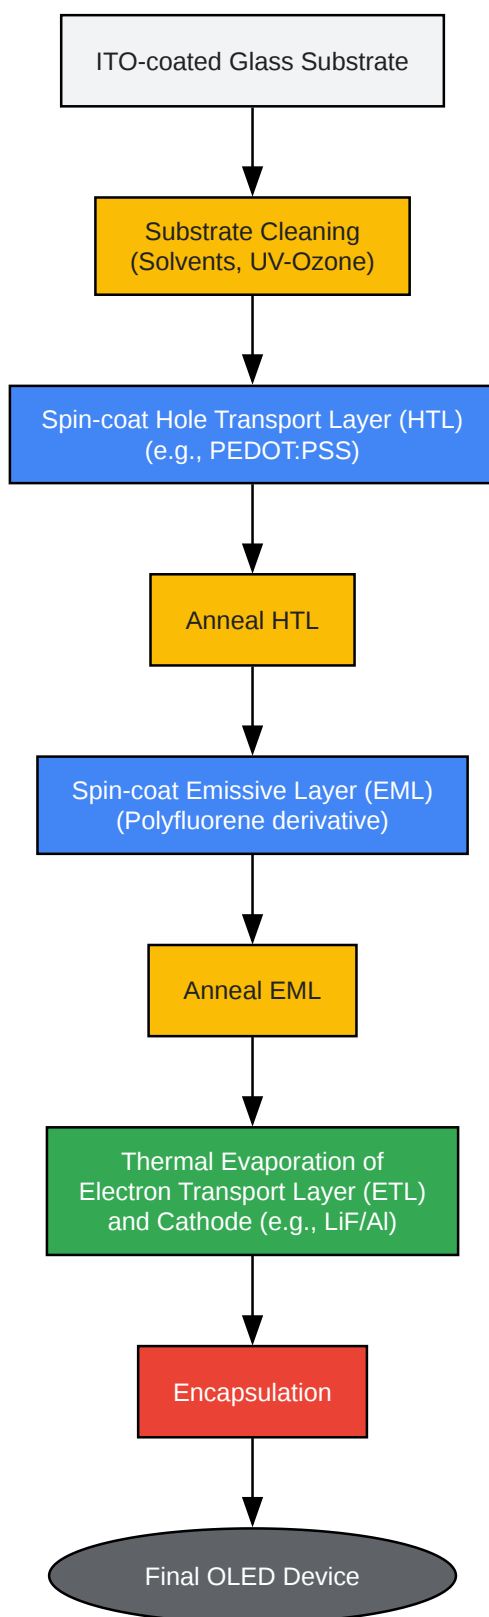 ITO-coated Glass Substrate
Substrate Cleaning
(Solvents, UV-Ozone)
Spin-coat Hole Transport Layer (HTL)
(e.g., PEDOT:PSS)
Anneal HTL
Spin-coat Emissive Layer (EML)
(Polyfluorene derivative)
Anneal EML
Thermal Evaporation of
Electron Transport Layer (ETL)
and Cathode (e.g., LiF/Al)
Encapsulation
Final OLED Device